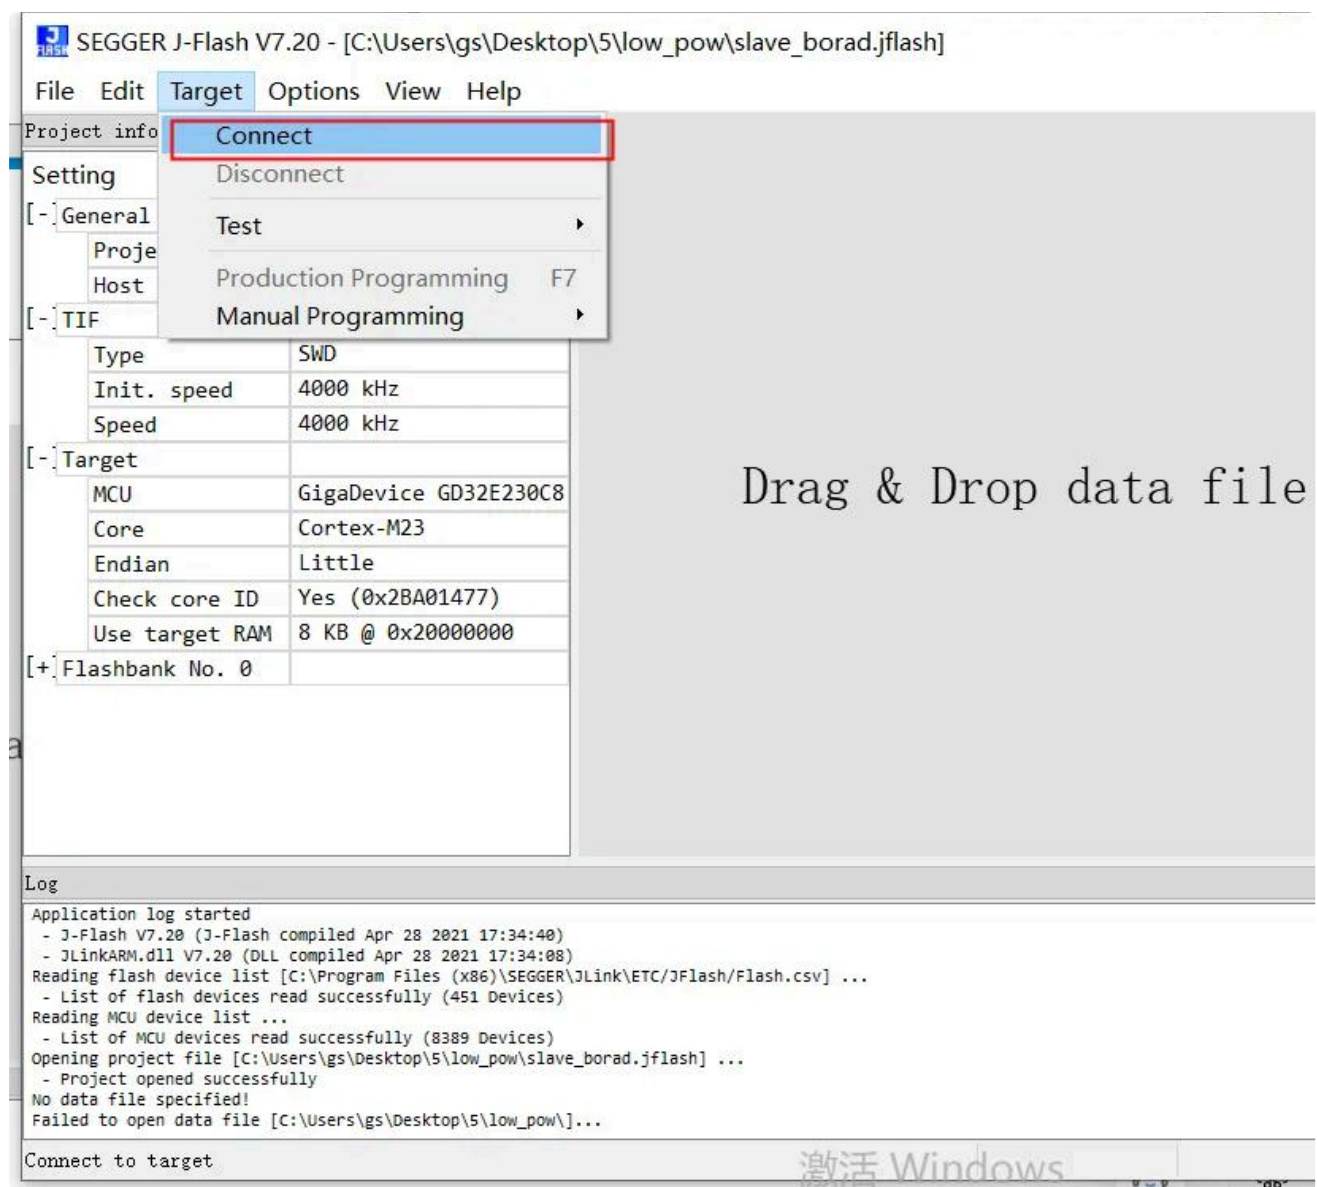 SEGGER J-Flash V7.20 - [C:\Users\gs\Desktop\5\low_pow\slave_borad.jflash]
File Edit Target Options View Help
Project info
Connect
Setting
Disconnect
[-] General
Test
Proje
Production Programming F7
Host
[-] TIF
Manual Programming
Type SWD
Init. speed 4000 kHz
Speed 4000 kHz
[-] Target
MCU GigaDevice GD32E230C8
Core Cortex-M23
Endian Little
Check core ID Yes (0x2BA01477)
Use target RAM 8 KB @ 0x20000000
[+] Flashbank No. 0
Drag & Drop data file
Log
Application log started
- J-Flash V7.20 (J-Flash compiled Apr 28 2021 17:34:40)
- JLinkARM.dll V7.20 (DLL compiled Apr 28 2021 17:34:08)
Reading flash device list [C:\Program Files (x86)\SEGGER\JLink\ETC/JFlash/Flash.csv] ...
- List of flash devices read successfully (451 Devices)
Reading MCU device list ...
- List of MCU devices read successfully (8389 Devices)
Opening project file [C:\Users\gs\Desktop\5\low_pow\slave_borad.jflash] ...
- Project opened successfully
No data file specified!
Failed to open data file [C:\Users\gs\Desktop\5\low_pow\]...
Connect to target
激活 Windows